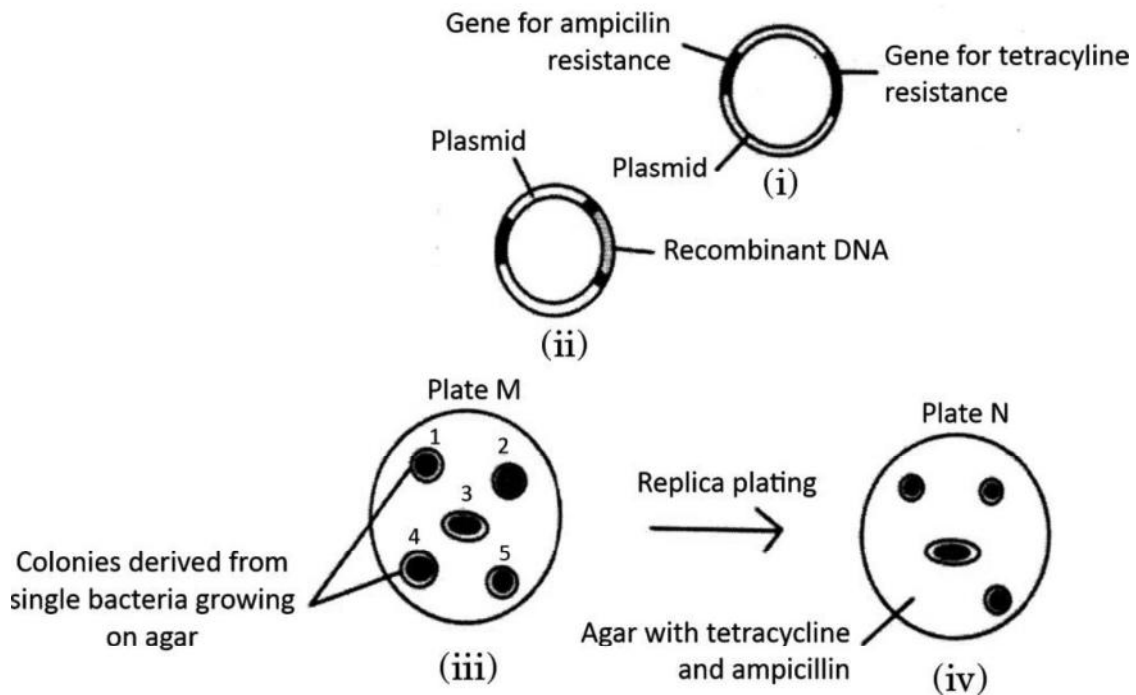 Gene for ampicilin
resistance
Gene for tetracyline
resistance
Plasmid
(i)
Plasmid
Recombinant DNA
(ii)
Plate M
1
2
3
4
5
Colonies derived from
single bacteria growing
on agar
(iii)
Replica plating
Plate N
Agar with tetracycline
and ampicillin
(iv)